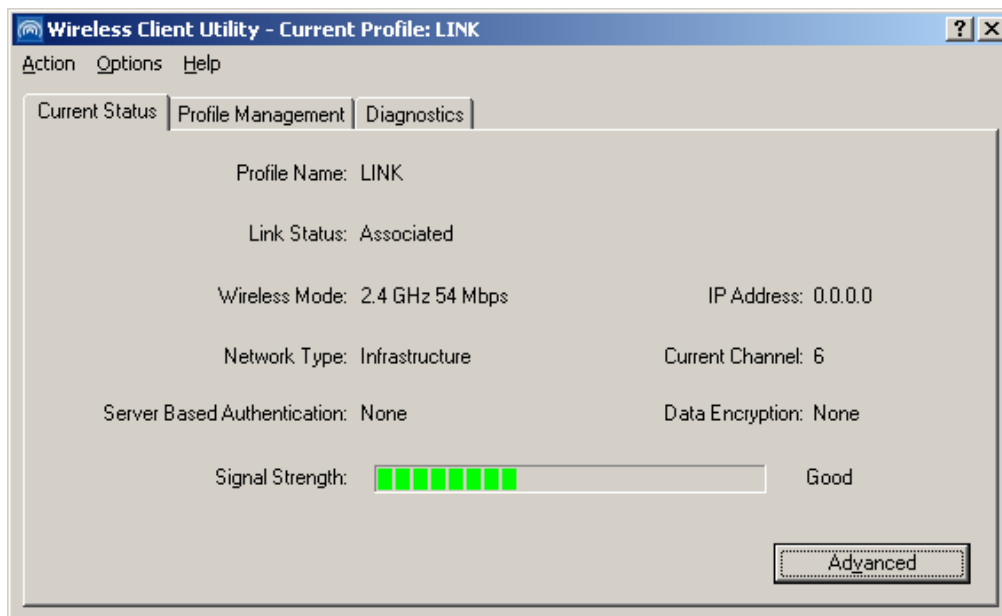 Wireless Client Utility - Current Profile: LINK
Action Options Help
Current Status Profile Management Diagnostics
Profile Name: LINK
Link Status: Associated
Wireless Mode: 2.4 GHz 54 Mbps IP Address: 0.0.0.0
Network Type: Infrastructure Current Channel: 6
Server Based Authentication: None Data Encryption: None
Signal Strength: Good
Advanced